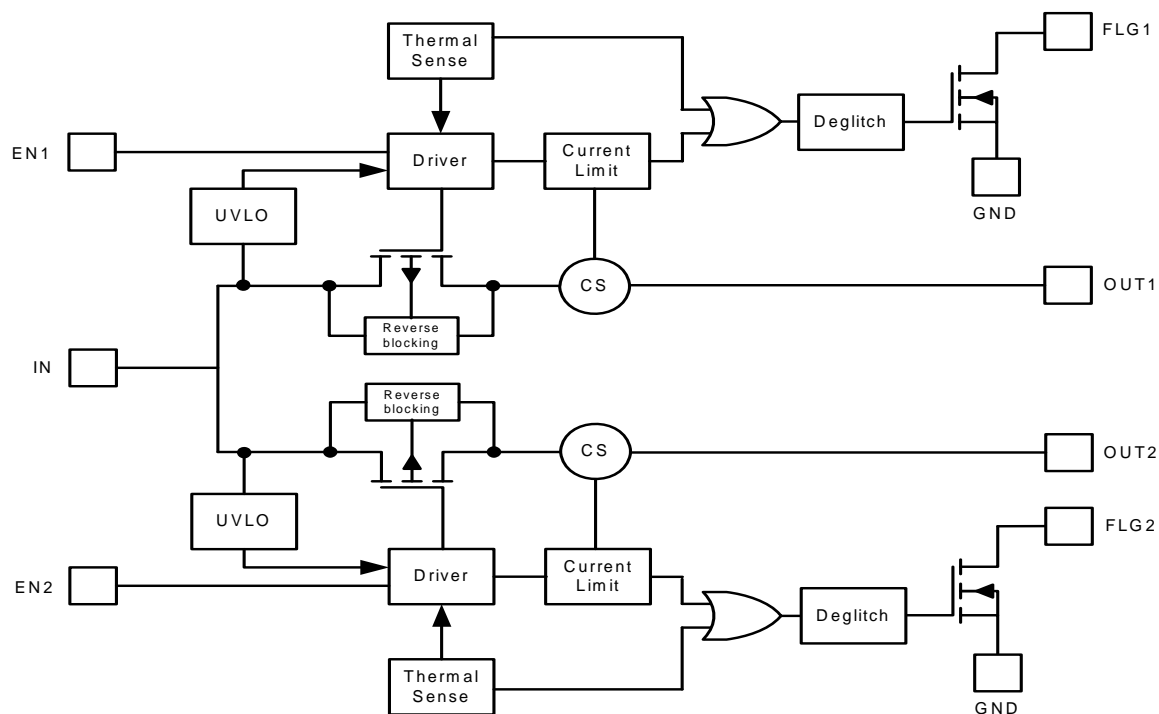 Thermal
Sense
FLG1
EN1
Driver
Current
Limit
Deglitch
GND
UVLO
CS
OUT1
Reverse
blocking
IN
Reverse
blocking
CS
OUT2
UVLO
FLG2
EN2
Driver
Current
Limit
Deglitch
Thermal
Sense
GND